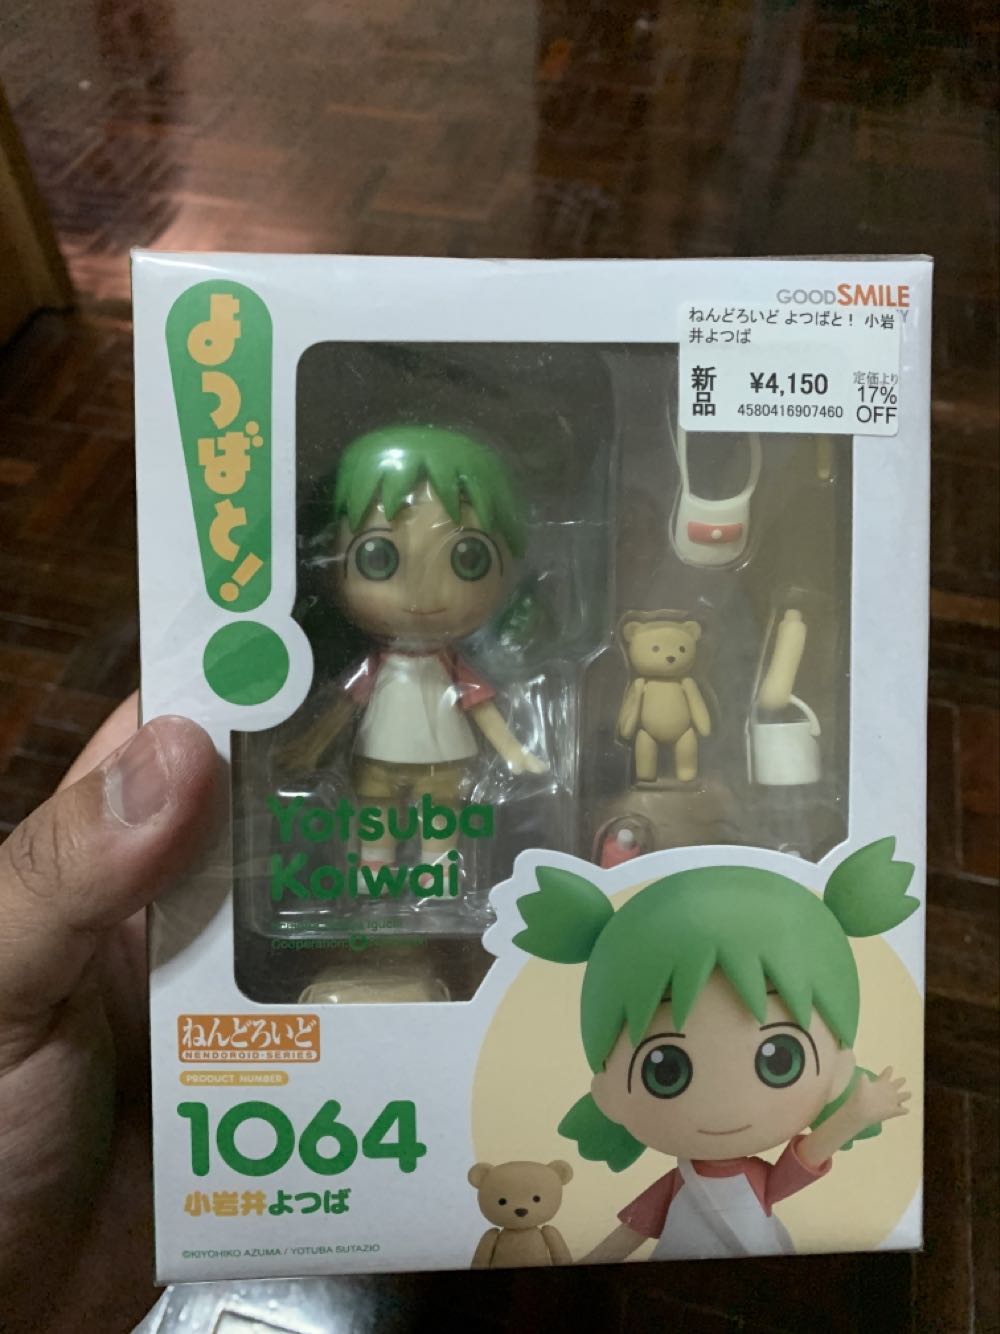 よつばと!
GOODSMILE
ねんどろいど よつばと! 小岩
井よつば
新品
¥4,150
4580416907460
定価より
17%
OFF
Yotsuba
Koiwai
Cooperation:
ねんどろいど
NENDOROID-SERIES
PRODUCT NUMBER
1064
小岩井よつば
©KIYOHIKO AZUMA / YOTUBA SUTAZIO